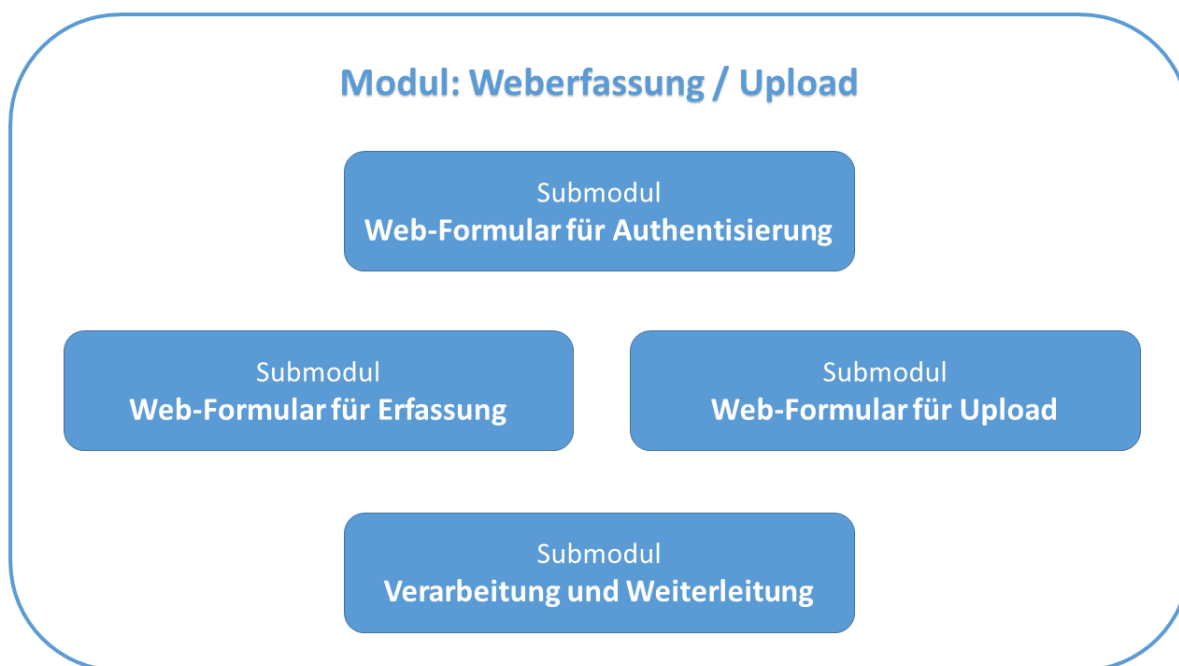 Modul: Weberfassung / Upload
Submodul
Web-Formular für Authentisierung
Submodul
Web-Formular für Erfassung
Submodul
Web-Formular für Upload
Submodul
Verarbeitung und Weiterleitung